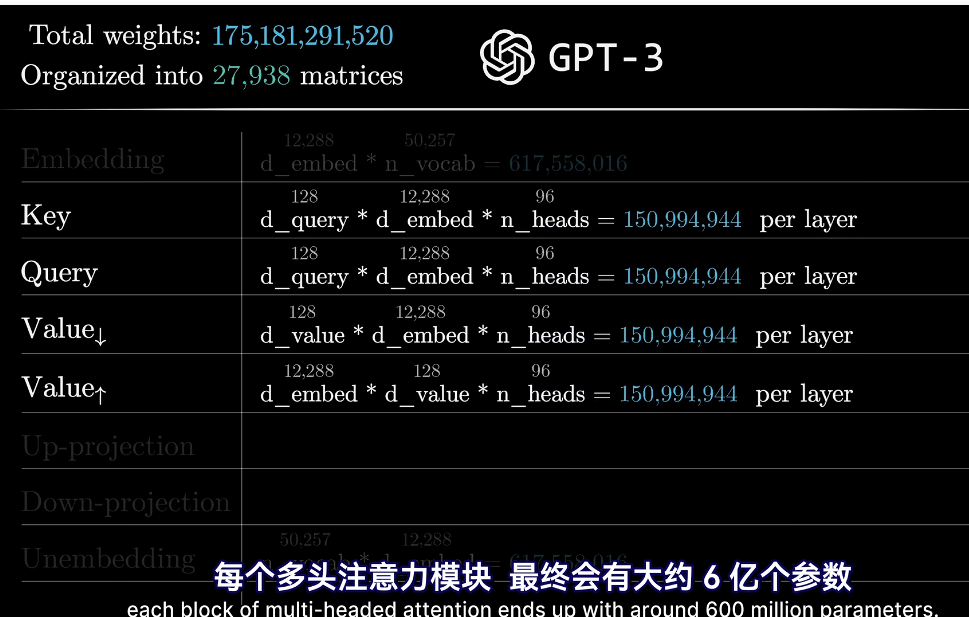 Total weights: 175,181,291,520
Organized into 27,938 matrices
GPT-3
12,288 50,257
Embedding d_embed * n_vocab = 617,558,016
128 12,288 96
Key d_query * d_embed * n_heads = 150,994,944 per layer
128 12,288 96
Query d_query * d_embed * n_heads = 150,994,944 per layer
128 12,288 96
Value↓ d_value * d_embed * n_heads = 150,994,944 per layer
12,288 128 96
Value↑ d_embed * d_value * n_heads = 150,994,944 per layer
Up-projection
Down-projection
50,257 12,288
Unembedding
每个多头注意力模块 最终会有大约 6 亿个参数
each block of multi-headed attention ends up with around 600 million parameters.